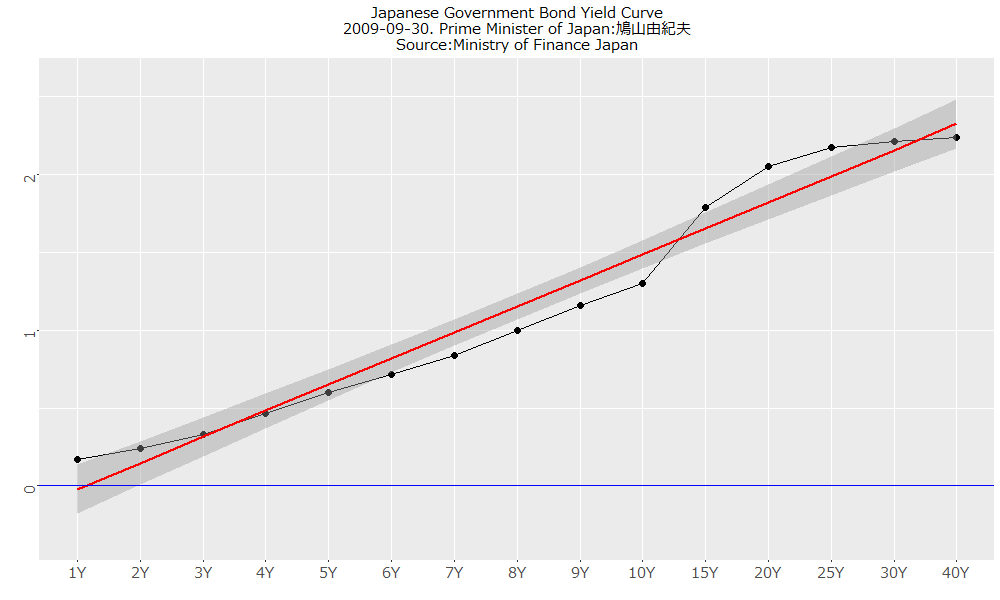 Japanese Government Bond Yield Curve
2009-09-30. Prime Minister of Japan:鳩山由紀夫
Source:Ministry of Finance Japan
2
1
0
1Y 2Y 3Y 4Y 5Y 6Y 7Y 8Y 9Y 10Y 15Y 20Y 25Y 30Y 40Y